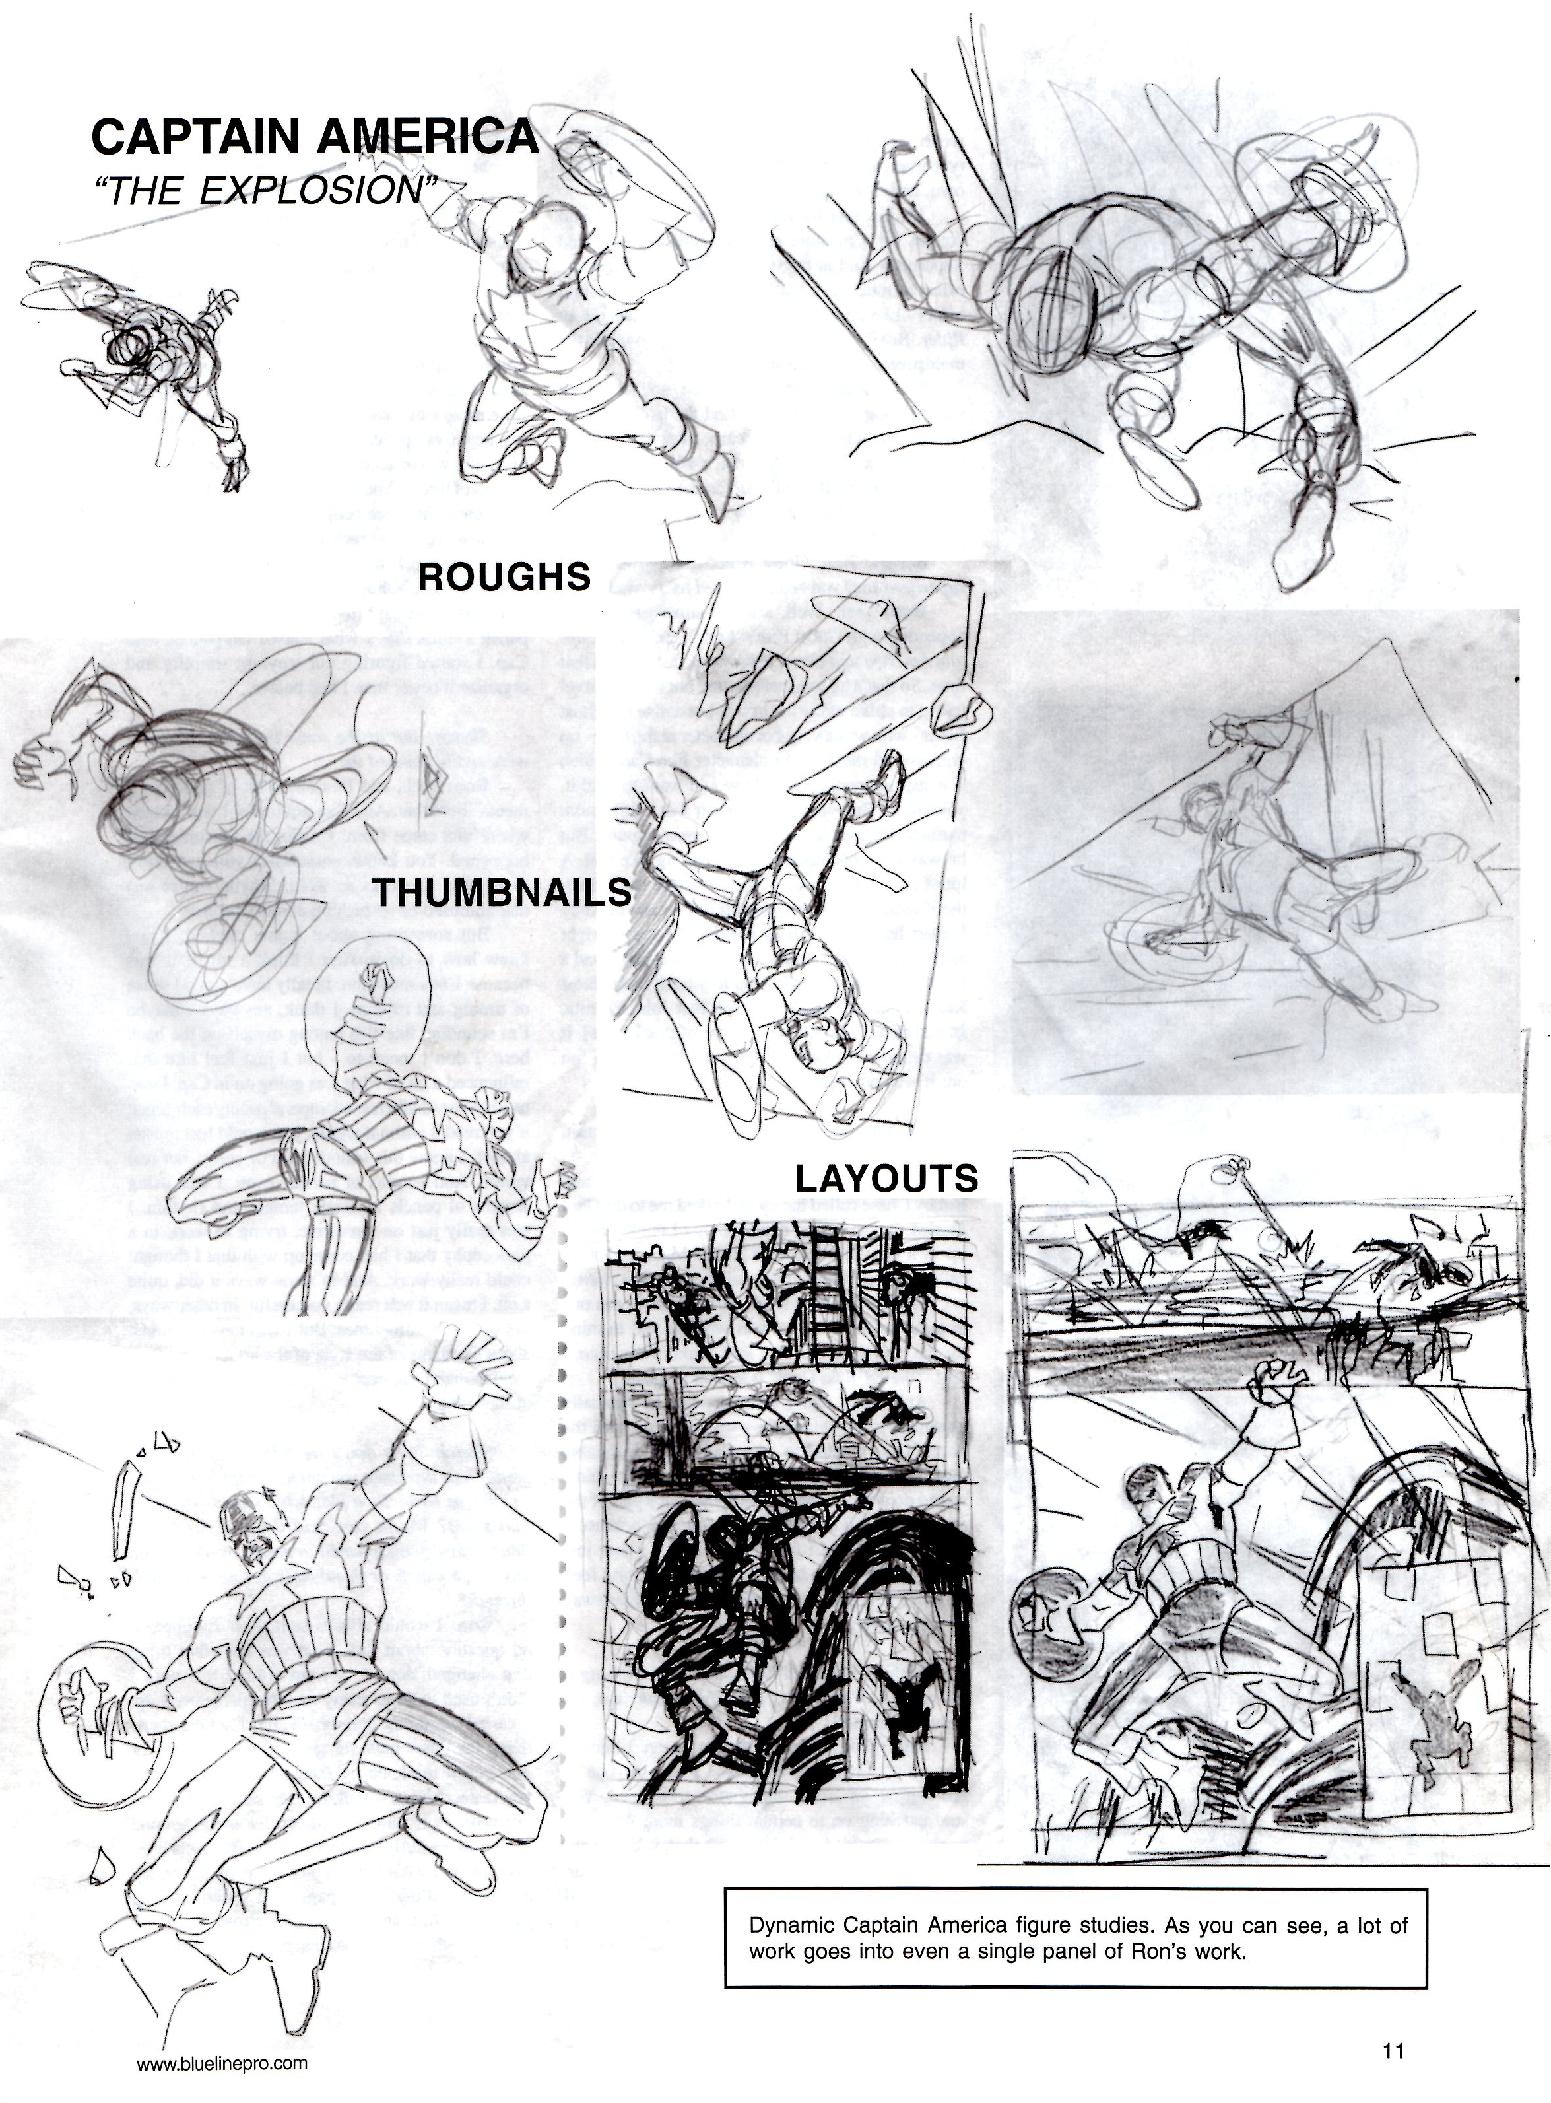 CAPTAIN AMERICA
"THE EXPLOSION"
ROUGHS
THUMBNAILS
LAYOUTS
Dynamic Captain America figure studies. As you can see, a lot of
work goes into even a single panel of Ron's work.
www.bluelinepro.com
11